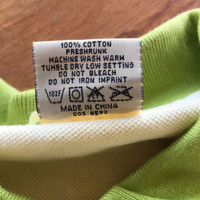 100% COTTON
PRESHRUNK
MACHINE WASH WARM
TUMBLE DRY LOW SETTING
DO NOT BLEACH
DO NOT IRON IMPRINT
MADE IN CHINA